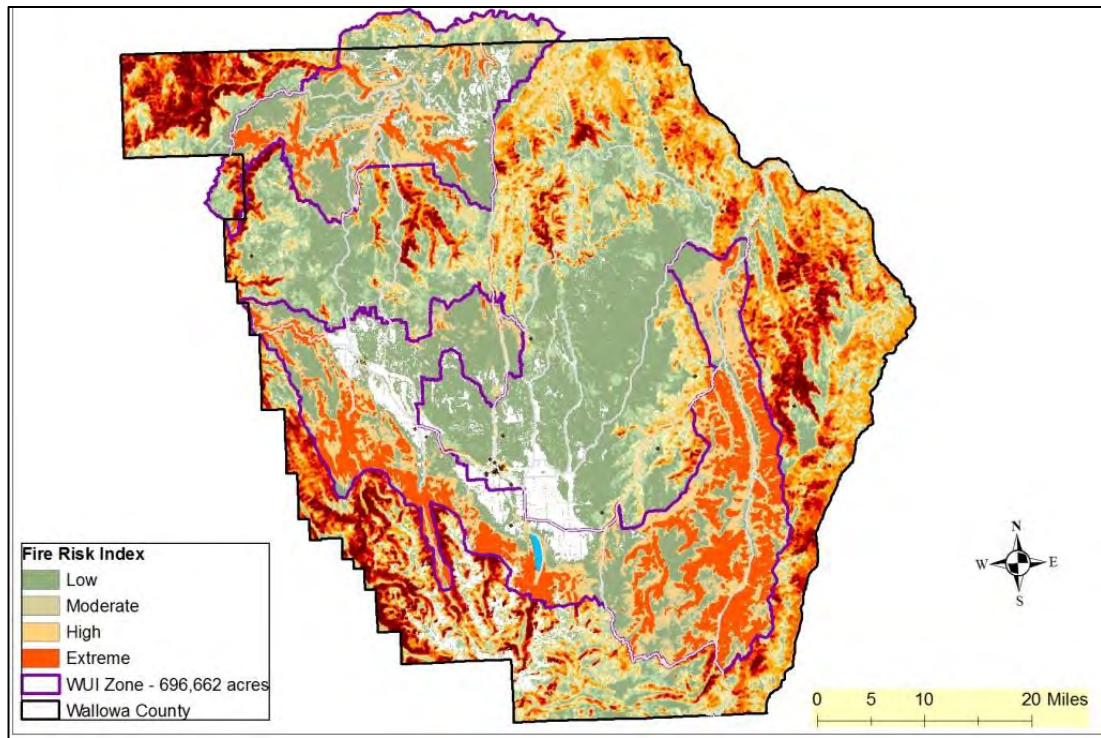 Fire Risk Index
Low
Moderate
High
Extreme
WUI Zone - 696,662 acres
Wallowa County
N
W E
S
0 5 10 20 Miles